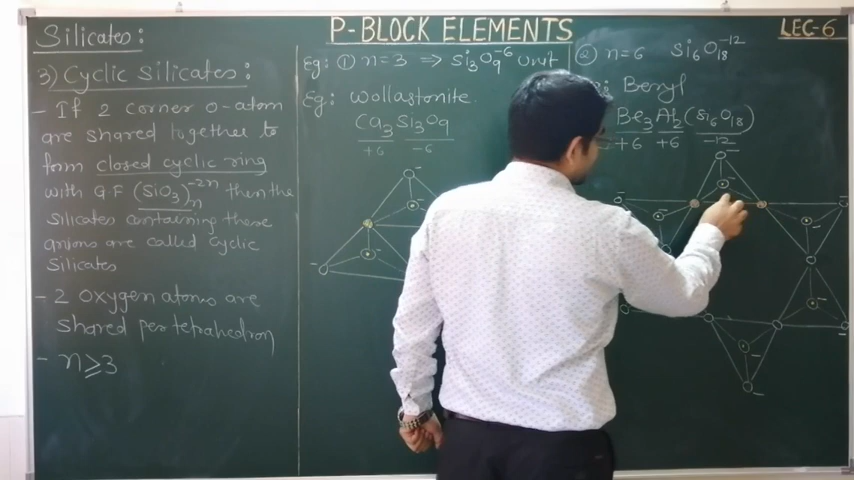 P-BLOCK ELEMENTS
LEC-6
Silicates:
3) Cyclic Silicates:
- If 2 corner O-atom
are shared together to
form closed cyclic ring
with G.F (SiO3)n^-2n then the
Silicates containing these
anions are called cyclic
Silicates
- 2 oxygen atoms are
shared per tetrahedron
- n≥3
Eg: ① n=3 ⇒ Si3O9^-6 unit
Eg: Wollastonite.
Ca3 Si3O9
+6 -6
② n=6 Si6O18^-12
: Beryl
Be3Al2(Si6O18)
+6 +6 -12